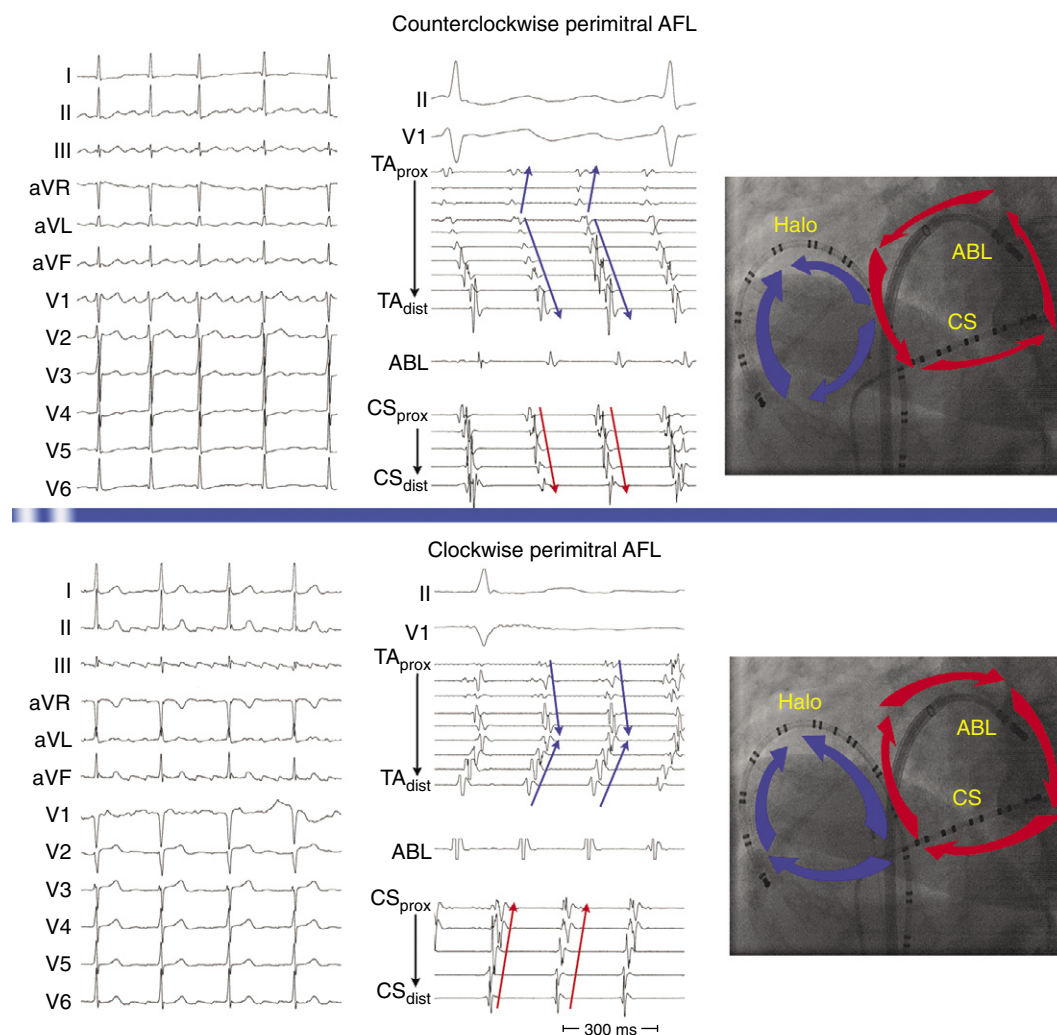 Counterclockwise perimitral AFL
I
II
III
aVR
aVL
aVF
V1
V2
V3
V4
V5
V6
II
V1
TAprox
TAdist
ABL
CSprox
CSdist
Halo
ABL
CS
Clockwise perimitral AFL
I
II
III
aVR
aVL
aVF
V1
V2
V3
V4
V5
V6
II
V1
TAprox
TAdist
ABL
CSprox
CSdist
300 ms
Halo
ABL
CS